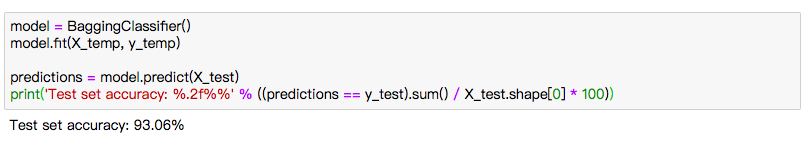 model = BaggingClassifier()
model.fit(X_temp, y_temp)
predictions = model.predict(X_test)
print('Test set accuracy: %.2f%%' % ((predictions == y_test).sum() / X_test.shape[0] * 100))
Test set accuracy: 93.06%